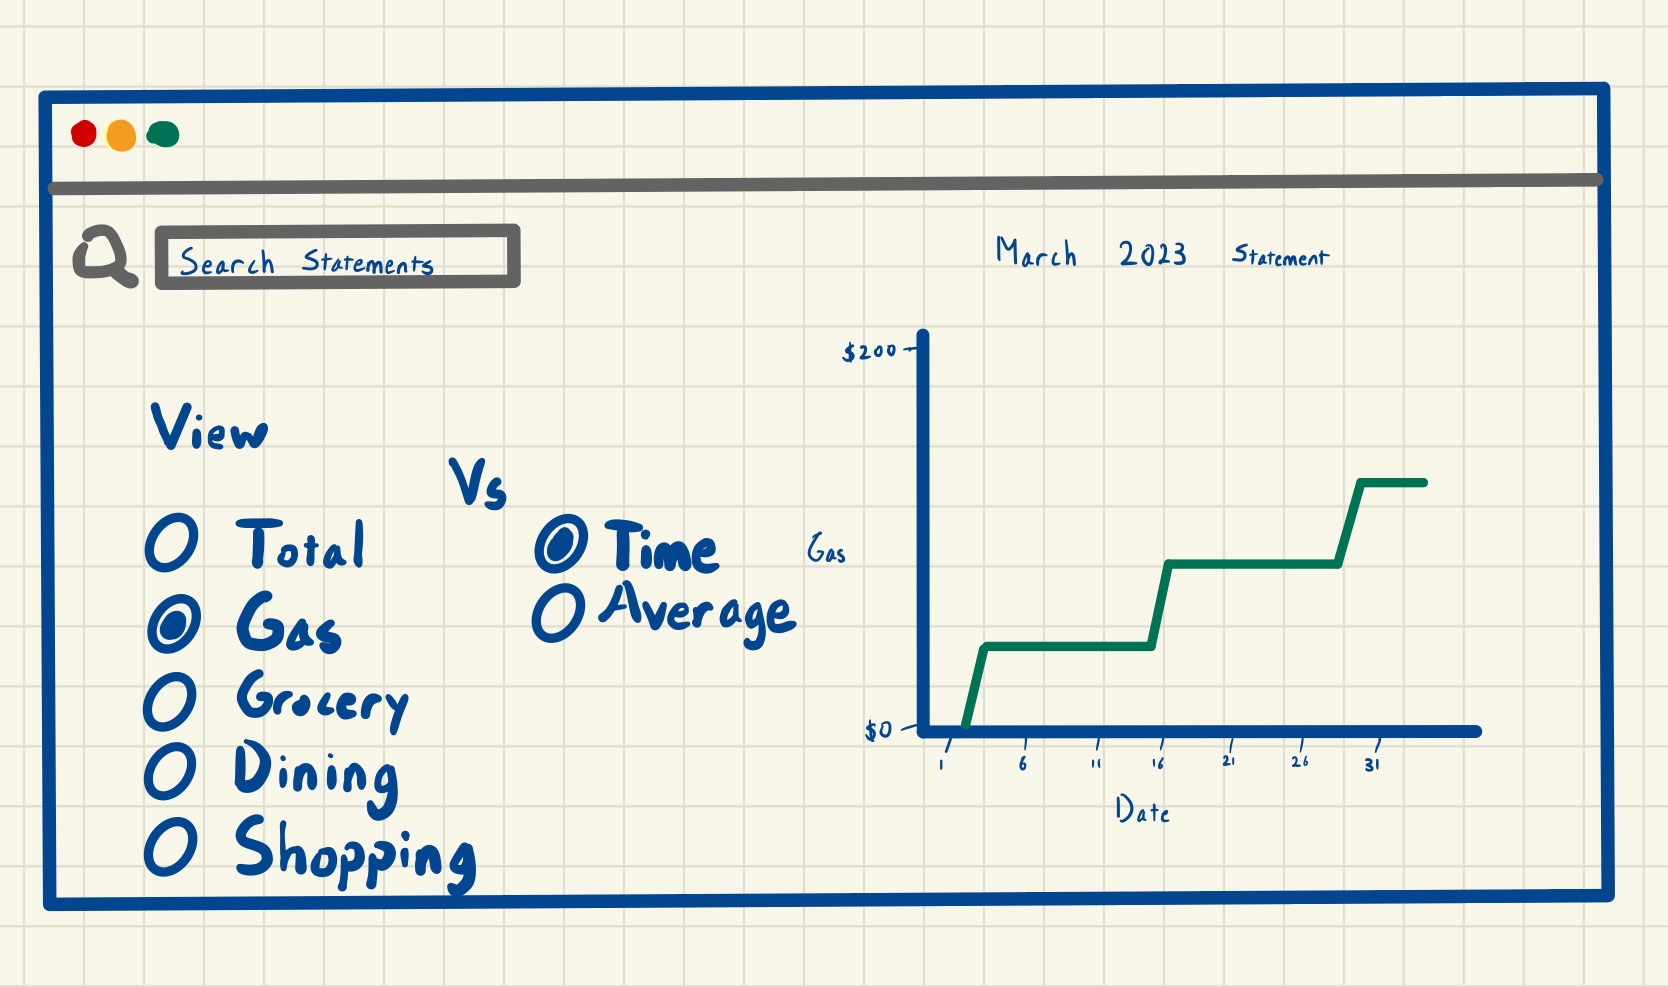 Search Statements
March 2023 Statement
View
Vs
Total
Gas
Grocery
Dining
Shopping
Time
Average
$200
Gas
$0
1 6 11 16 21 26 31
Date